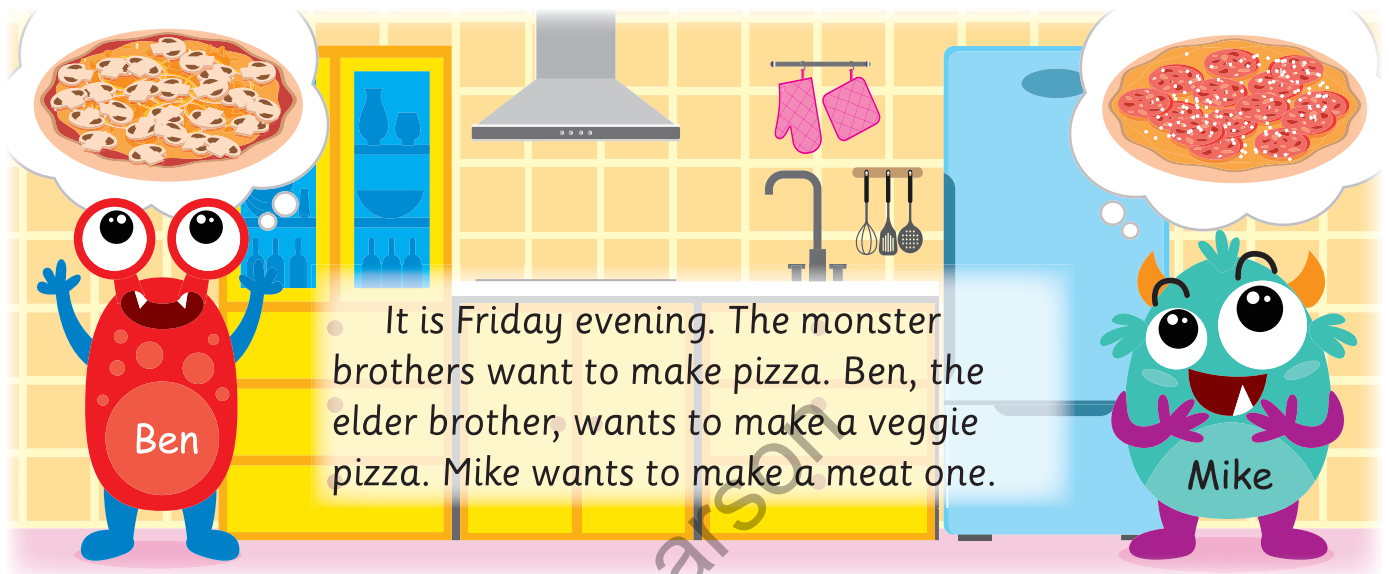 It is Friday evening. The monster
brothers want to make pizza. Ben, the
elder brother, wants to make a veggie
pizza. Mike wants to make a meat one.
Ben
Mike
arson